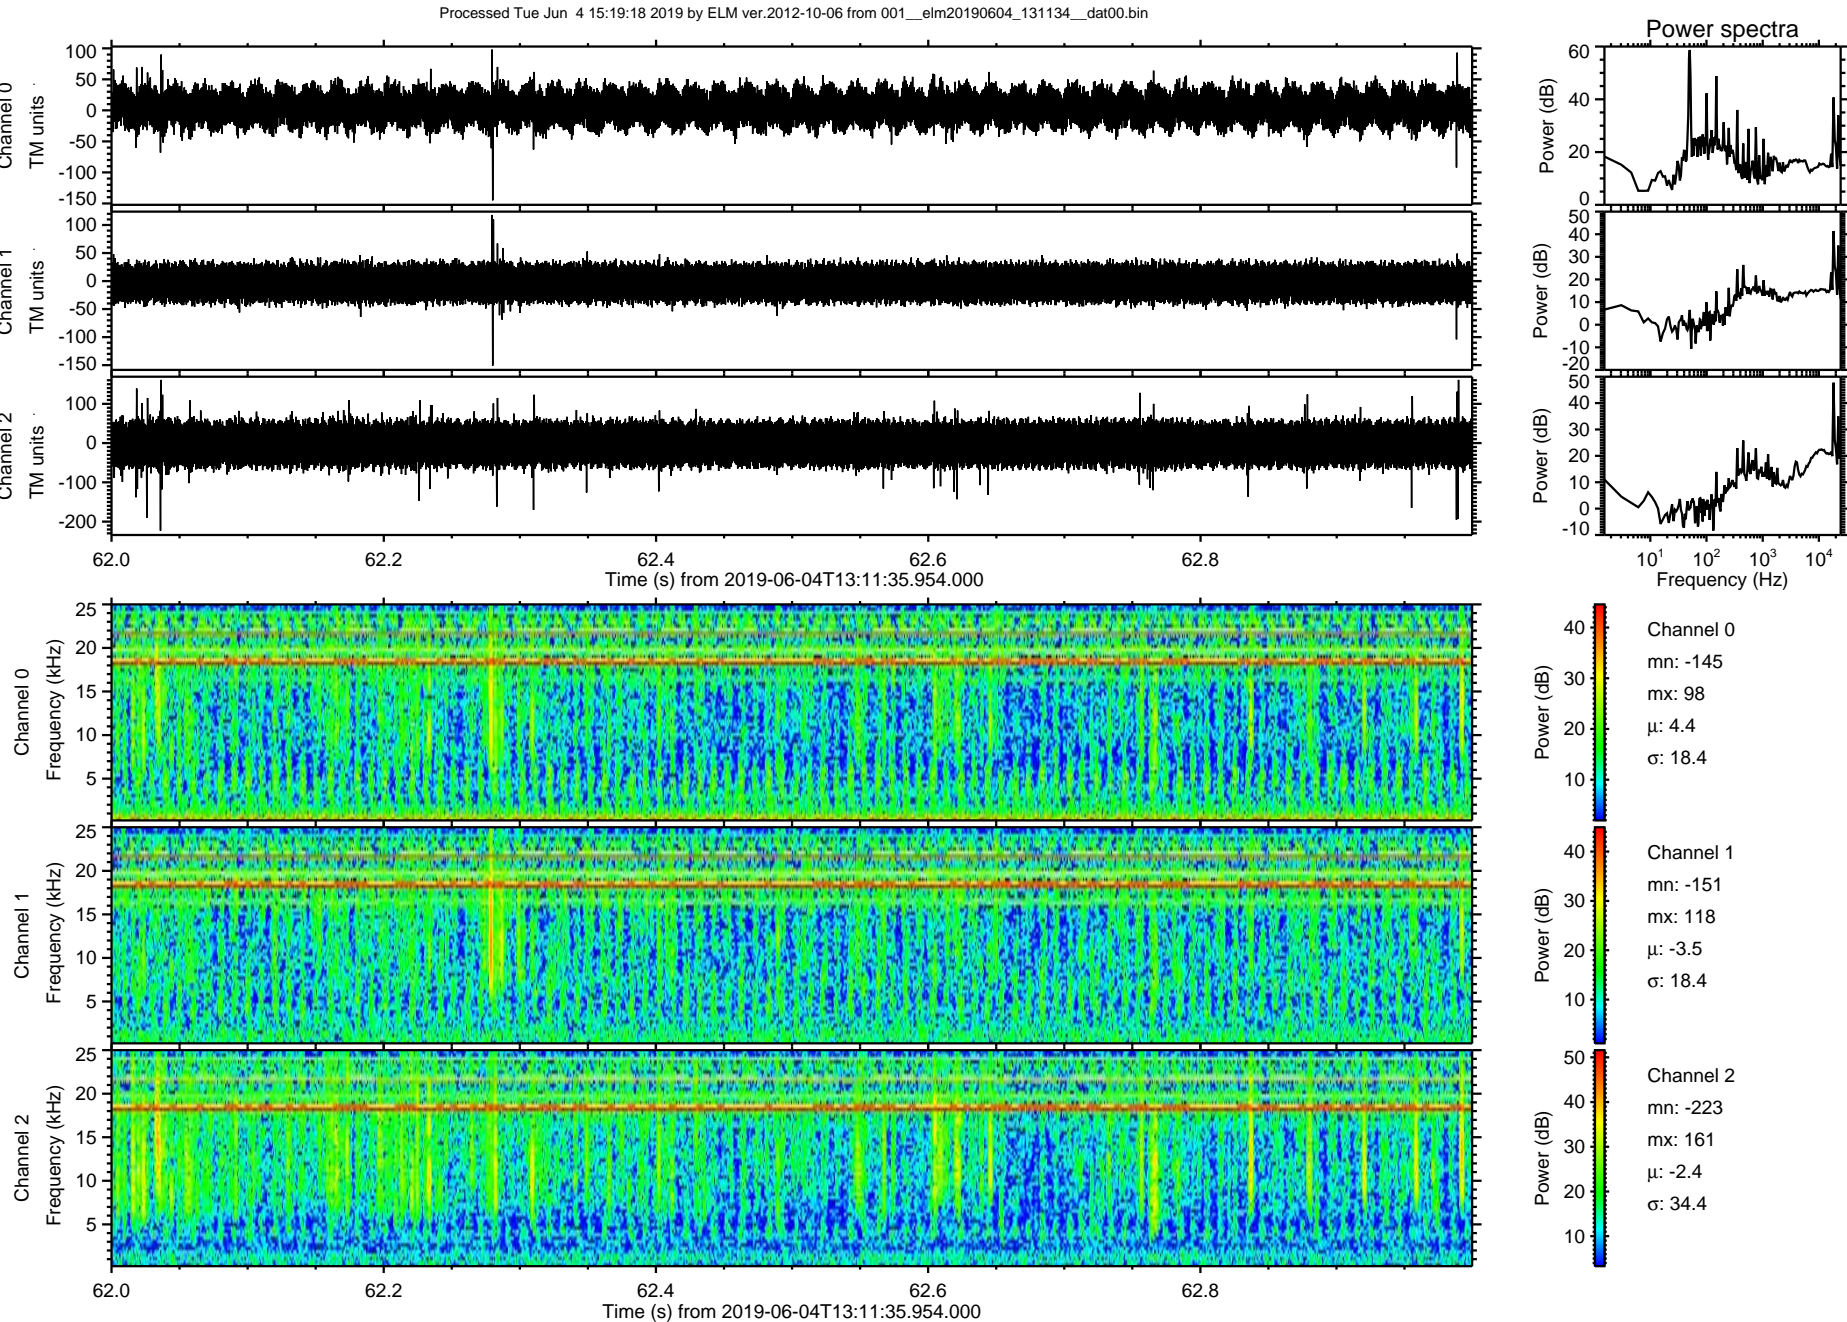 Processed Tue Jun  4 15:19:18 2019 by ELM ver.2012-10-06 from 001__elm20190604_131134__dat00.bin
Power spectra
Channel 0
TM units
100
50
0
-50
-100
-150
Power (dB)
60
40
20
0
Channel 1
TM units
100
50
0
-50
-100
-150
Power (dB)
50
40
30
20
10
0
-10
-20
Channel 2
TM units
100
0
-100
-200
Power (dB)
50
40
30
20
10
0
-10
62.0 62.2 62.4 62.6 62.8
Time (s) from 2019-06-04T13:11:35.954.000
10^1 10^2 10^3 10^4
Frequency (Hz)
Channel 0
Frequency (kHz)
25
20
15
10
5
Power (dB)
40
30
20
10
Channel 0
mn: -145
mx: 98
μ: 4.4
σ: 18.4
Channel 1
Frequency (kHz)
25
20
15
10
5
Power (dB)
40
30
20
10
Channel 1
mn: -151
mx: 118
μ: -3.5
σ: 18.4
Channel 2
Frequency (kHz)
25
20
15
10
5
Power (dB)
50
40
30
20
10
Channel 2
mn: -223
mx: 161
μ: -2.4
σ: 34.4
62.0 62.2 62.4 62.6 62.8
Time (s) from 2019-06-04T13:11:35.954.000